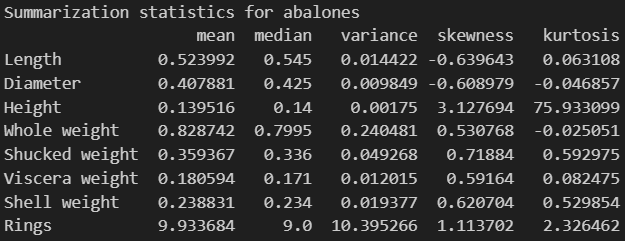 Summarization statistics for abalones
mean median variance skewness kurtosis
Length 0.523992 0.545 0.014422 -0.639643 0.063108
Diameter 0.407881 0.425 0.009849 -0.608979 -0.046857
Height 0.139516 0.14 0.00175 3.127694 75.933099
Whole weight 0.828742 0.7995 0.240481 0.530768 -0.025051
Shucked weight 0.359367 0.336 0.049268 0.71884 0.592975
Viscera weight 0.180594 0.171 0.012015 0.59164 0.082475
Shell weight 0.238831 0.234 0.019377 0.620704 0.529854
Rings 9.933684 9.0 10.395266 1.113702 2.326462